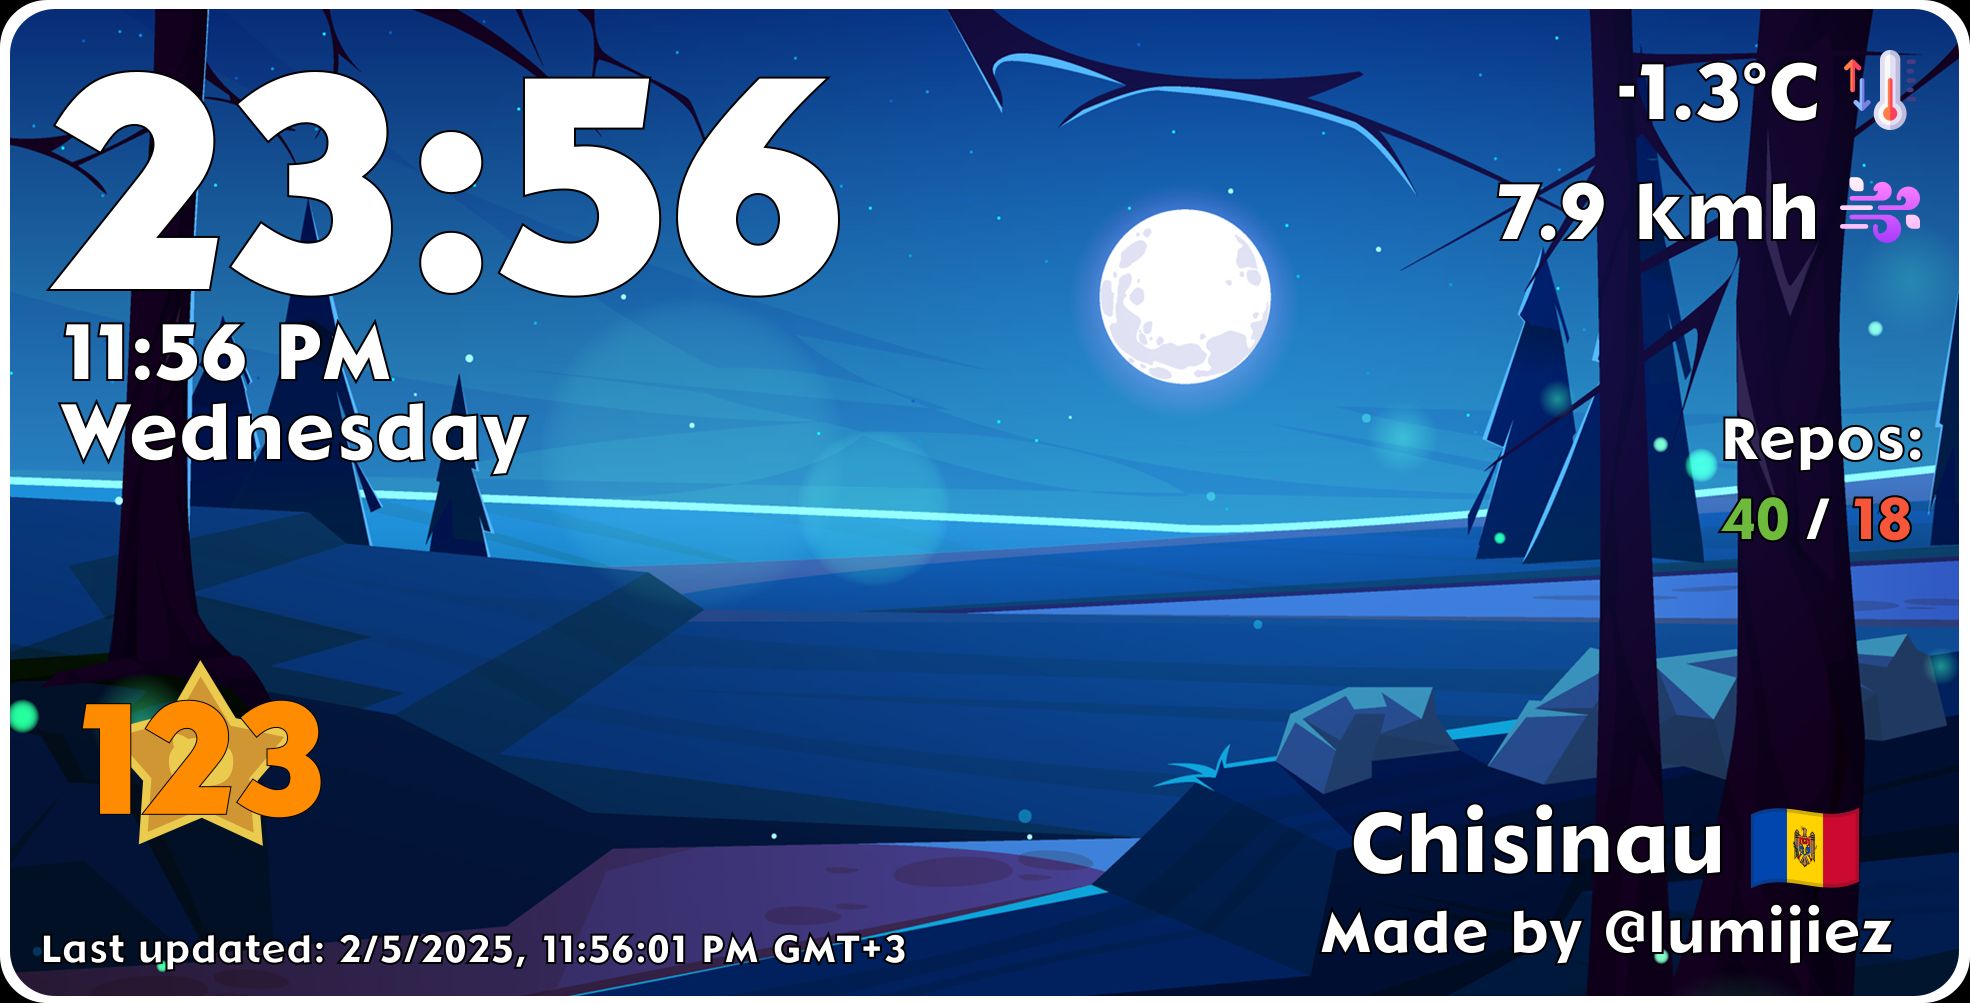 23:56
11:56 PM
Wednesday
-1.3°C
7.9 kmh
Repos:
40 / 18
123
Chisinau
Made by @lumijiez
Last updated: 2/5/2025, 11:56:01 PM GMT+3